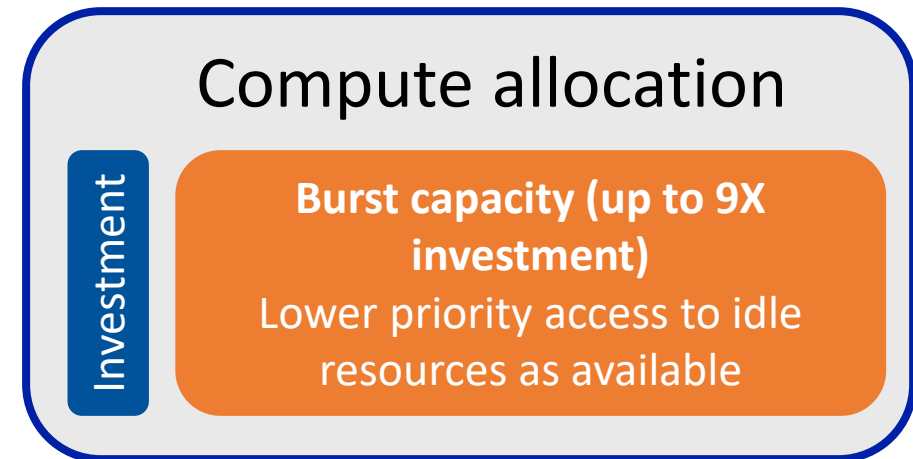 Compute allocation
Investment
Burst capacity (up to 9X
investment)
Lower priority access to idle
resources as available